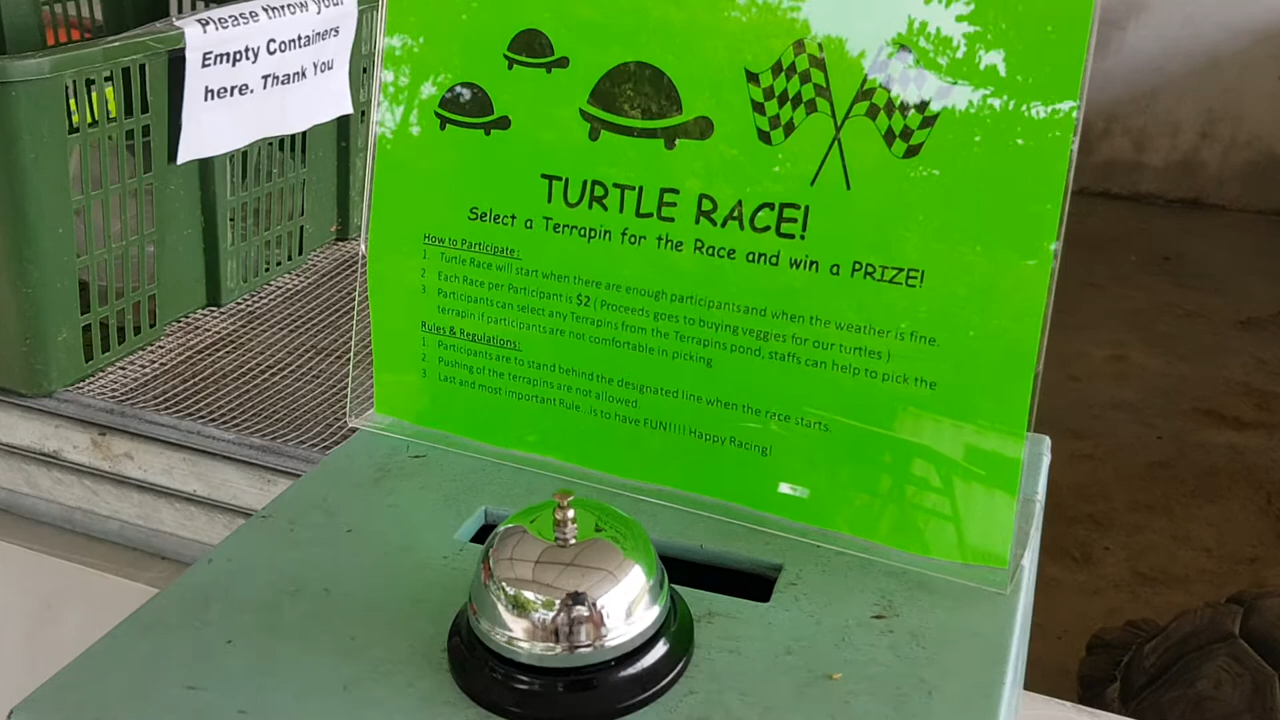 Please throw your
Empty Containers
here. Thank You
TURTLE RACE!
Select a Terrapin for the Race and win a PRIZE!
How to Participate:
1. Turtle Race will start when there are enough participants and when the weather is fine.
2. Each Race per Participant is $2 ( Proceeds goes to buying veggies for our turtles )
3. Participants can select any Terrapins from the Terrapins pond, staffs can help to pick the
terrapin if participants are not comfortable in picking
Rules & Regulations:
1. Participants are to stand behind the designated line when the race starts.
2. Pushing of the terrapins are not allowed.
3. Last and most important Rule...is to have FUN!!!! Happy Racing!